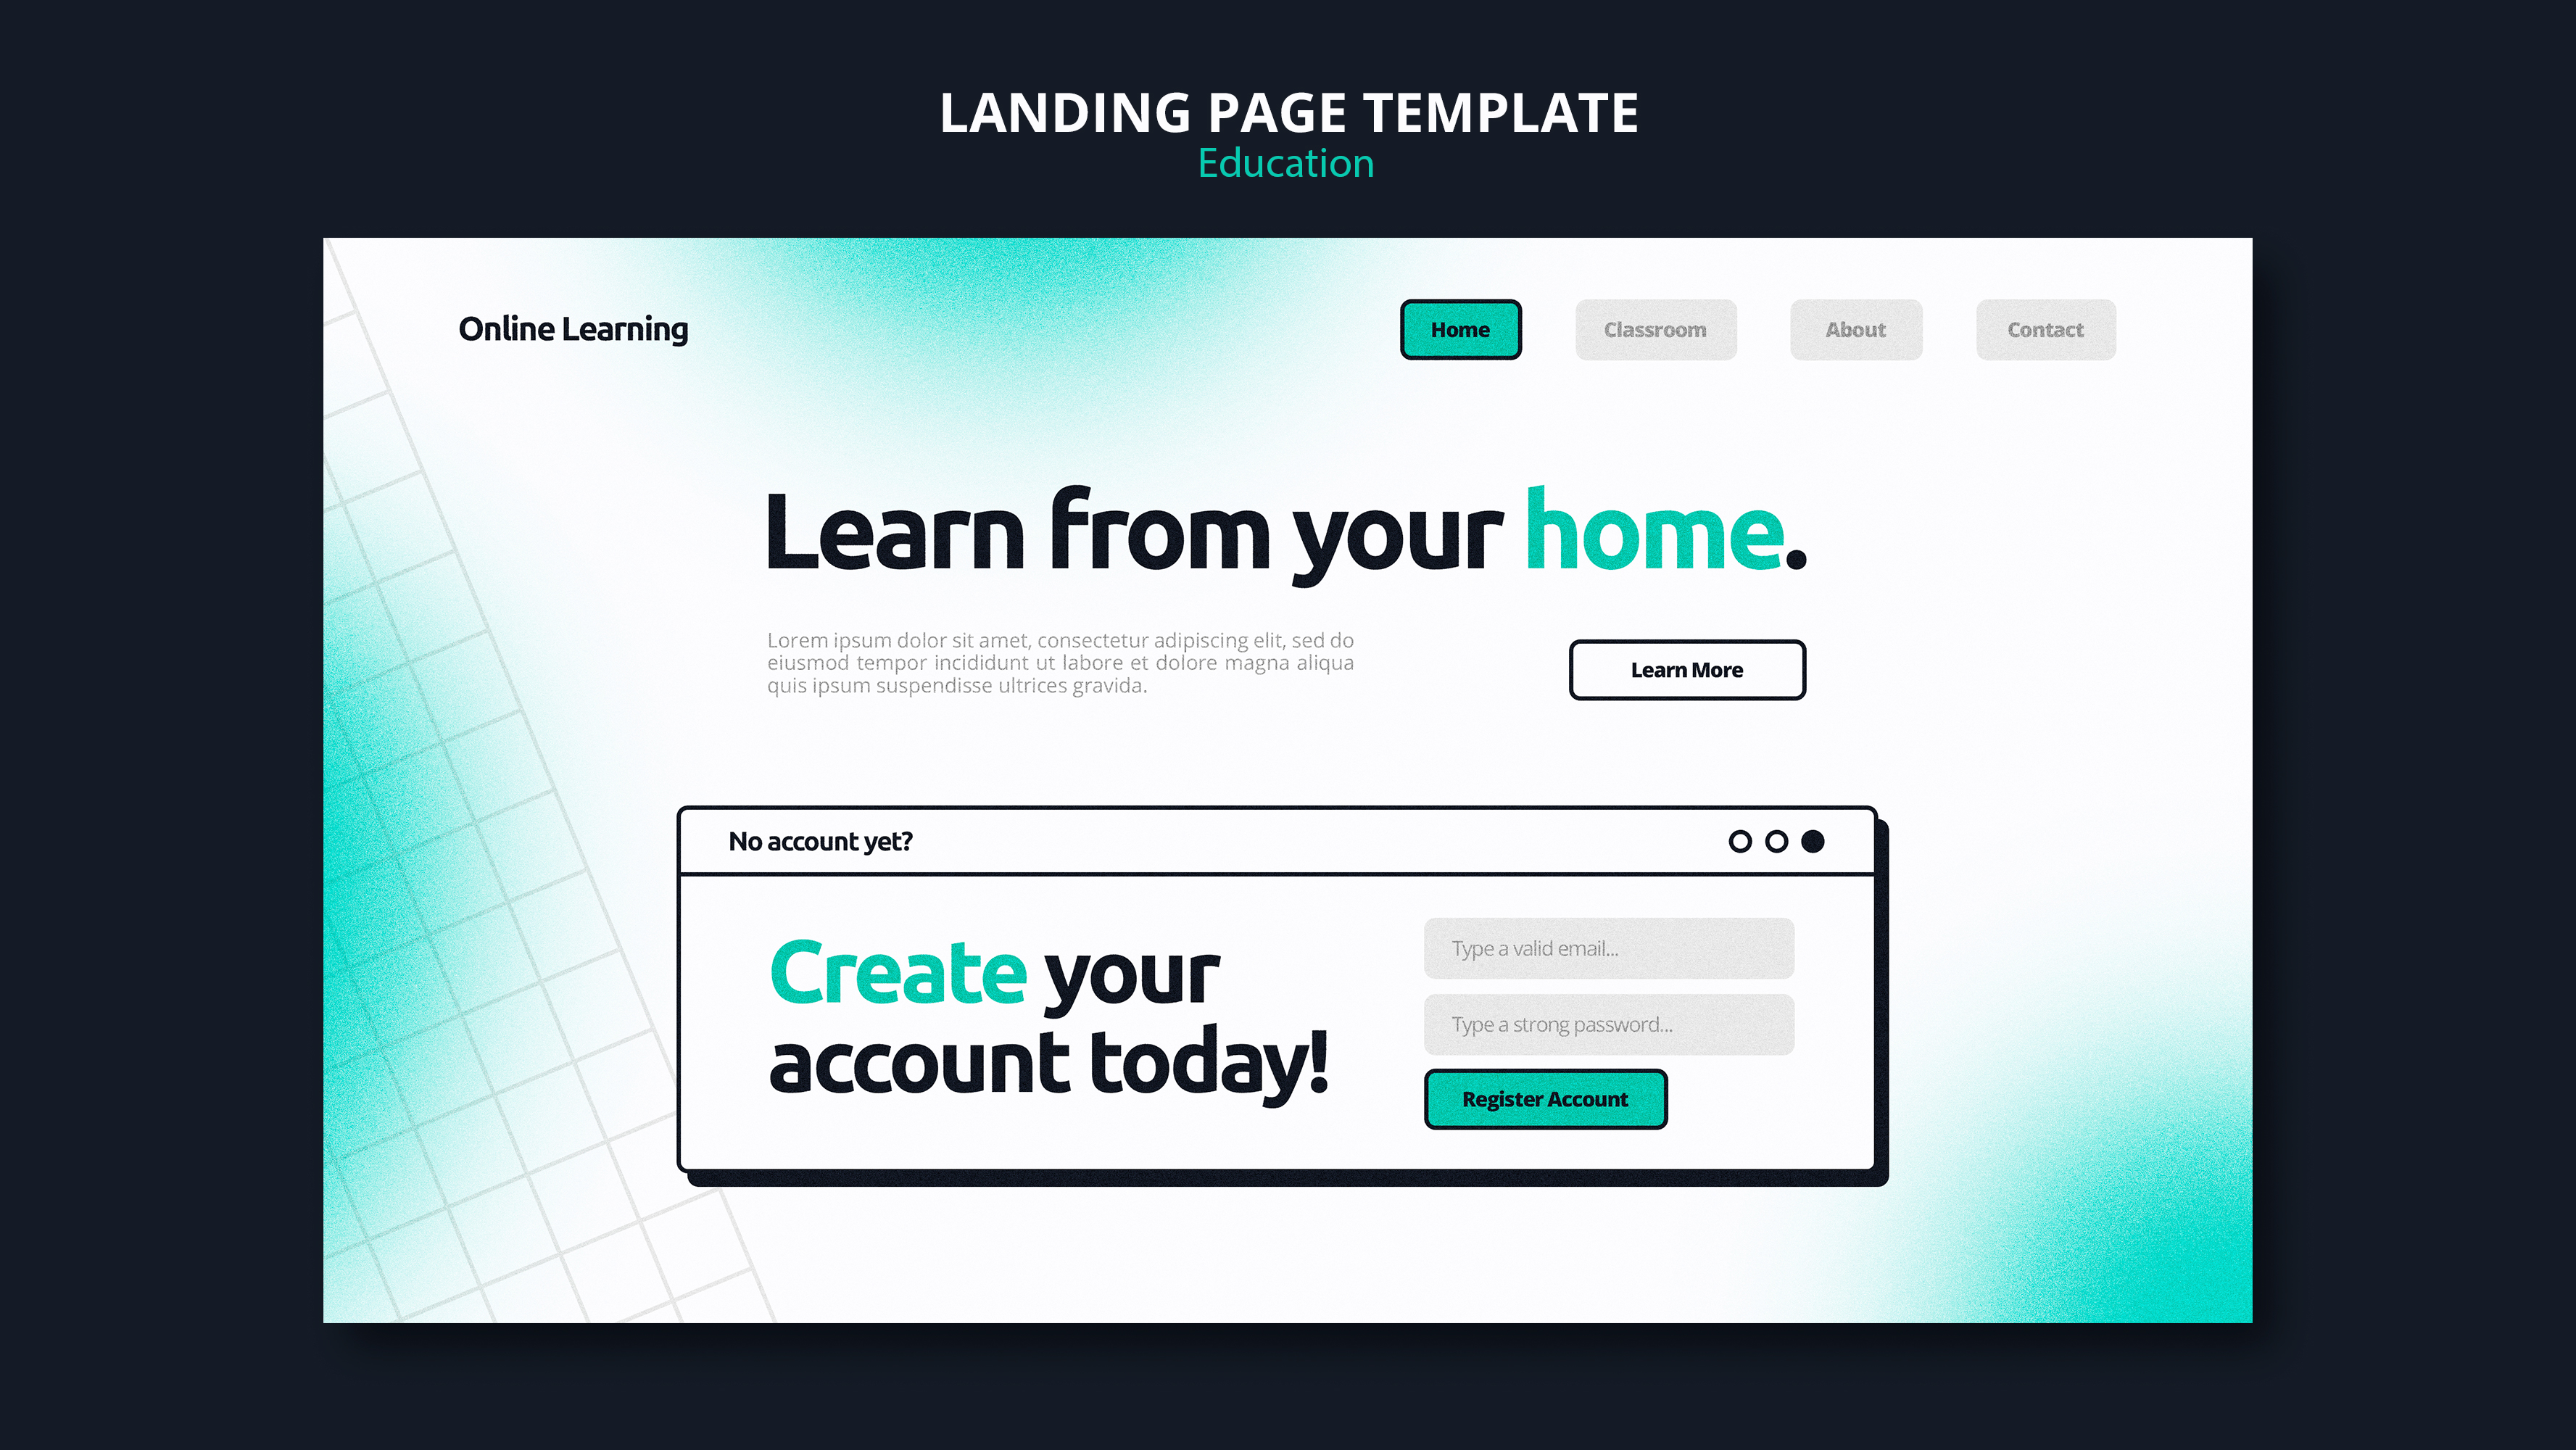 LANDING PAGE TEMPLATE
Education
Online Learning
Home
Classroom
About
Contact
Learn from your home.
Lorem ipsum dolor sit amet, consectetur adipiscing elit, sed do
eiusmod tempor incididunt ut labore et dolore magna aliqua
quis ipsum suspendisse ultrices gravida.
Learn More
No account yet?
Create your
account today!
Type a valid email...
Type a strong password...
Register Account